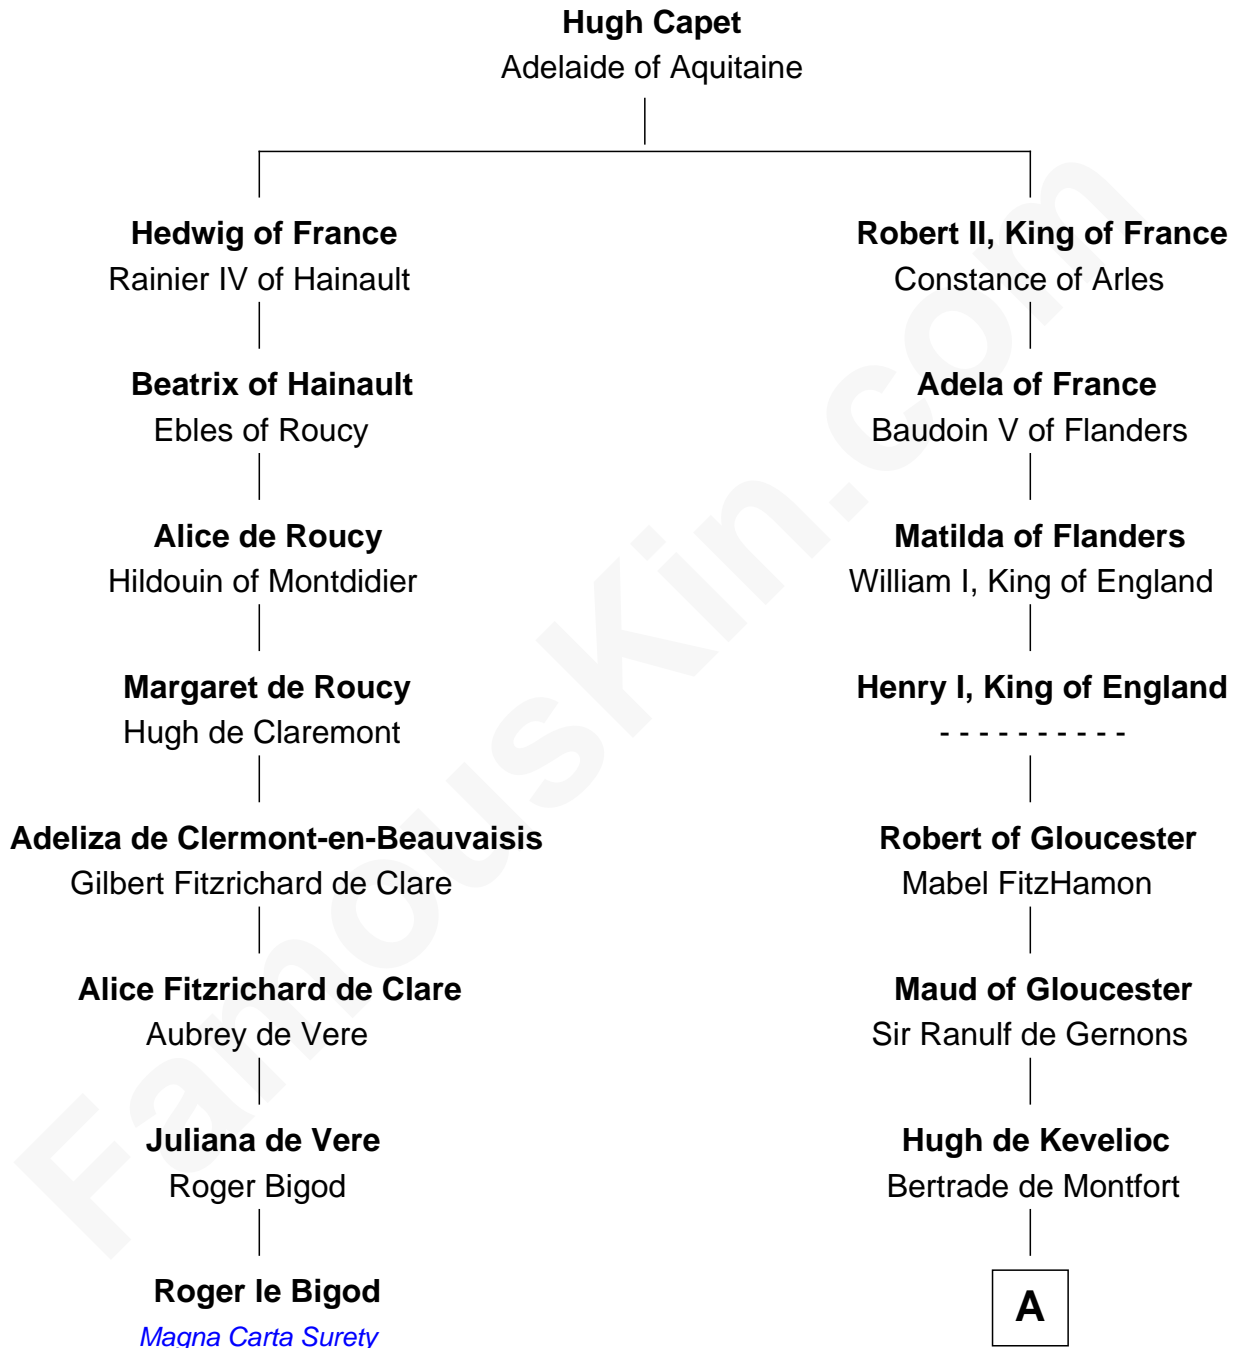 Hugh Capet
Adelaide of Aquitaine
Hedwig of France
Rainier IV of Hainault
Robert II, King of France
Constance of Arles
Beatrix of Hainault
Ebles of Roucy
Adela of France
Baudoin V of Flanders
Alice de Roucy
Hildouin of Montdidier
Matilda of Flanders
William I, King of England
Margaret de Roucy
Hugh de Claremont
Henry I, King of England
- - - - - - - - - -
Adeliza de Clermont-en-Beauvaisis
Gilbert Fitzrichard de Clare
Robert of Gloucester
Mabel FitzHamon
Alice Fitzrichard de Clare
Aubrey de Vere
Maud of Gloucester
Sir Ranulf de Gernons
Juliana de Vere
Roger Bigod
Hugh de Kevelioc
Bertrade de Montfort
Roger le Bigod
Magna Carta Surety
A
FamousKin.com